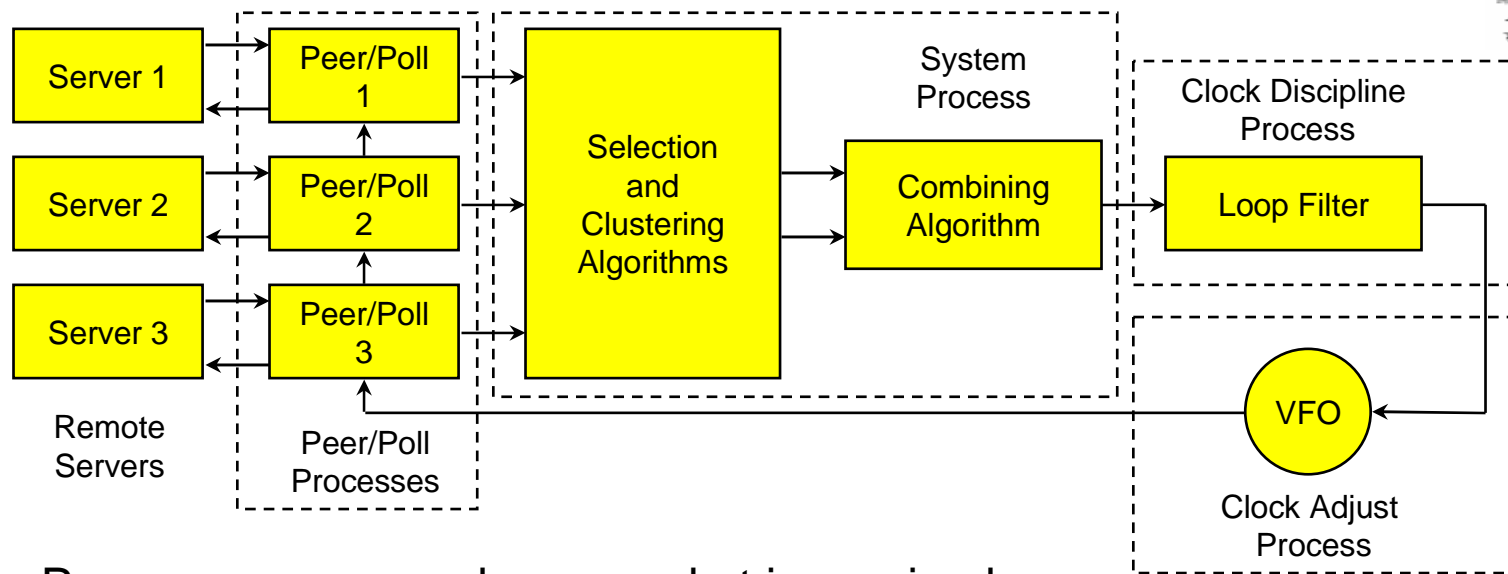 Server 1
Peer/Poll
1
Server 2
Peer/Poll
2
Server 3
Peer/Poll
3
Remote
Servers
Peer/Poll
Processes
Selection
and
Clustering
Algorithms
System
Process
Combining
Algorithm
Clock Discipline
Process
Loop Filter
VFO
Clock Adjust
Process